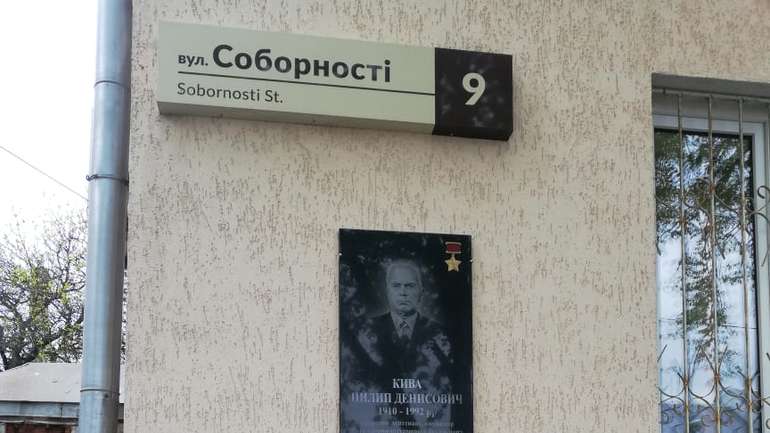 вул. Соборності
Sobornosti St.
9
КИВА
ПИЛИП ДЕНИСОВИЧ
1910 - 1992 р.